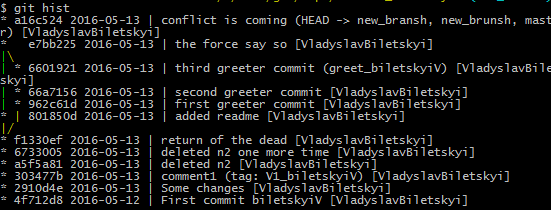 $ git hist
* a16c524 2016-05-13 | conflict is coming (HEAD -> new_bransh, new_brunsh, mast
r) [VladyslavBiletskyi]
*   e7bb225 2016-05-13 | the force say so [VladyslavBiletskyi]
|\
| * 6601921 2016-05-13 | third greeter commit (greet_biletskyiV) [VladyslavBilet
skyi]
| * 66a7156 2016-05-13 | second greeter commit [VladyslavBiletskyi]
| * 962c61d 2016-05-13 | first greeter commit [VladyslavBiletskyi]
* | 801850d 2016-05-13 | added readme [VladyslavBiletskyi]
|/
* f1330ef 2016-05-13 | return of the dead [VladyslavBiletskyi]
* 6733005 2016-05-13 | deleted n2 one more time [VladyslavBiletskyi]
* a5f5a81 2016-05-13 | deleted n2 [VladyslavBiletskyi]
* 303477b 2016-05-13 | comment1 (tag: V1_biletskyiV) [VladyslavBiletskyi]
* 2910d4e 2016-05-13 | Some changes [VladyslavBiletskyi]
* 4f712d8 2016-05-12 | First commit biletskyiV [VladyslavBiletskyi]